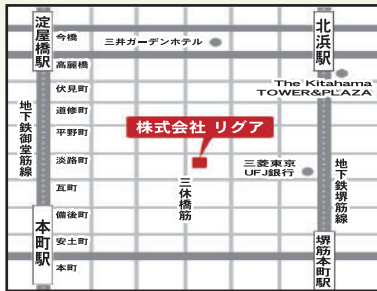 淀屋橋駅
今橋
三井ガーデンホテル
北浜駅
高麗橋
The Kitahama
TOWER&PLAZA
伏見町
道修町
平野町
地下鉄御堂筋線
株式会社 リグア
淡路町
三菱東京
UFJ銀行
地下鉄堺筋線
瓦町
三休橋筋
備後町
本町駅
安土町
堺筋本町駅
本町